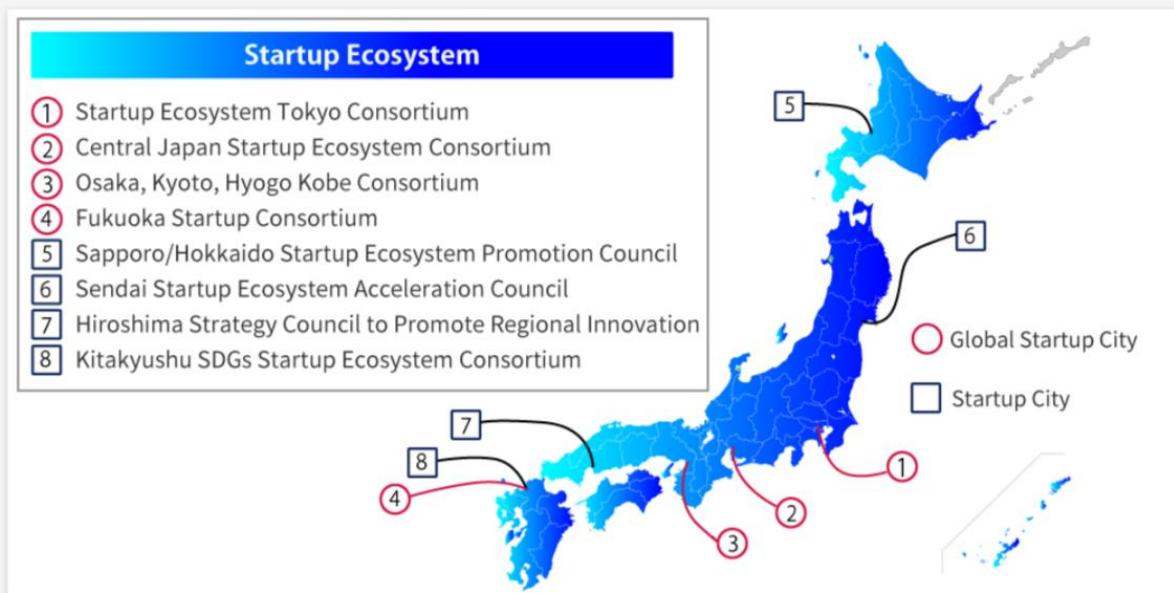 Startup Ecosystem
1 Startup Ecosystem Tokyo Consortium
2 Central Japan Startup Ecosystem Consortium
3 Osaka, Kyoto, Hyogo Kobe Consortium
4 Fukuoka Startup Consortium
5 Sapporo/Hokkaido Startup Ecosystem Promotion Council
6 Sendai Startup Ecosystem Acceleration Council
7 Hiroshima Strategy Council to Promote Regional Innovation
8 Kitakyushu SDGs Startup Ecosystem Consortium
5
6
Global Startup City
Startup City
7
8
4
1
2
3